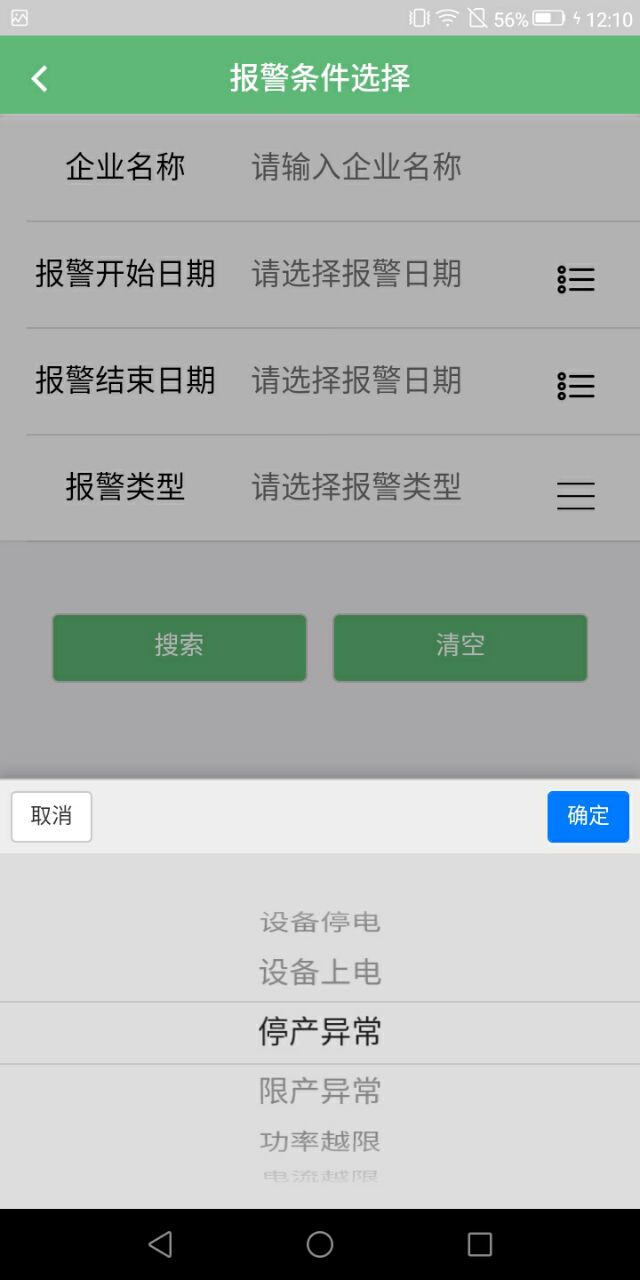 56% 12:10
报警条件选择
企业名称 请输入企业名称
报警开始日期 请选择报警日期
报警结束日期 请选择报警日期
报警类型 请选择报警类型
搜索 清空
取消 确定
设备停电
设备上电
停产异常
限产异常
功率越限
电流越限